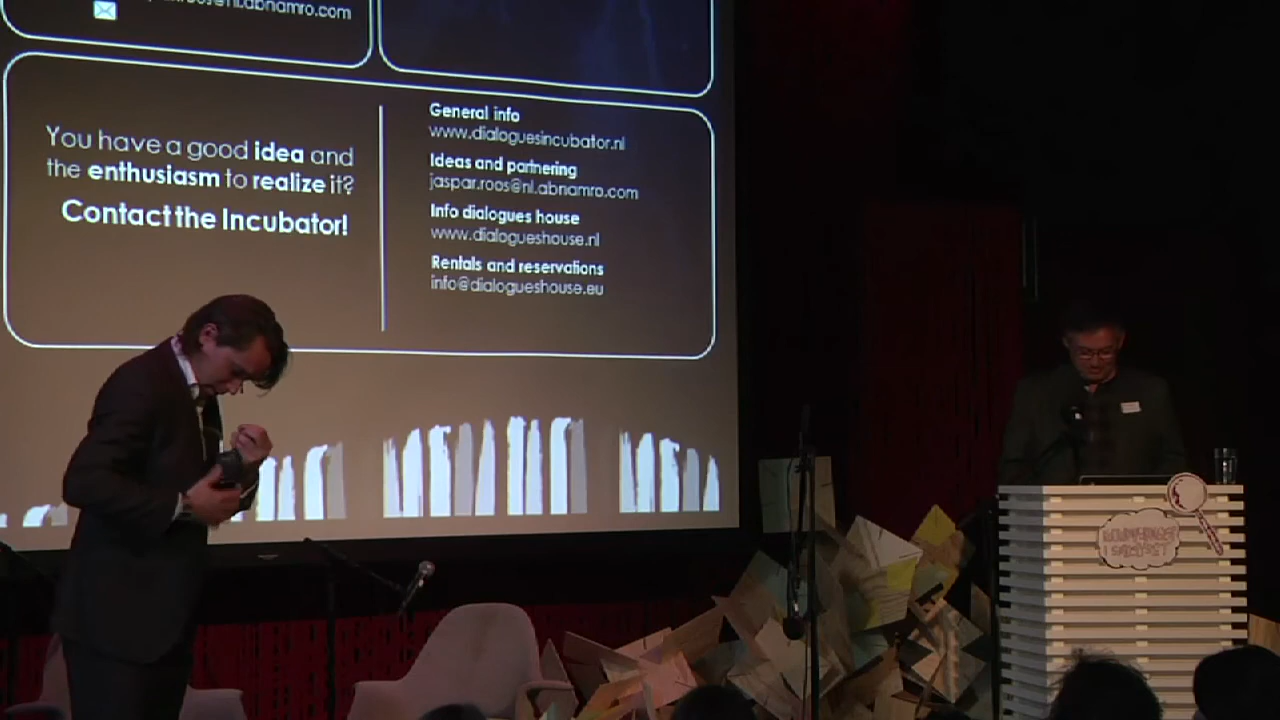 You have a good idea and
the enthusiasm to realize it?
Contact the Incubator!
General info
www.dialoguesincubator.nl
Ideas and partnering
jaspar.roos@nl.abnamro.com
Info dialogues house
www.dialogueshouse.nl
Rentals and reservations
info@dialogueshouse.eu